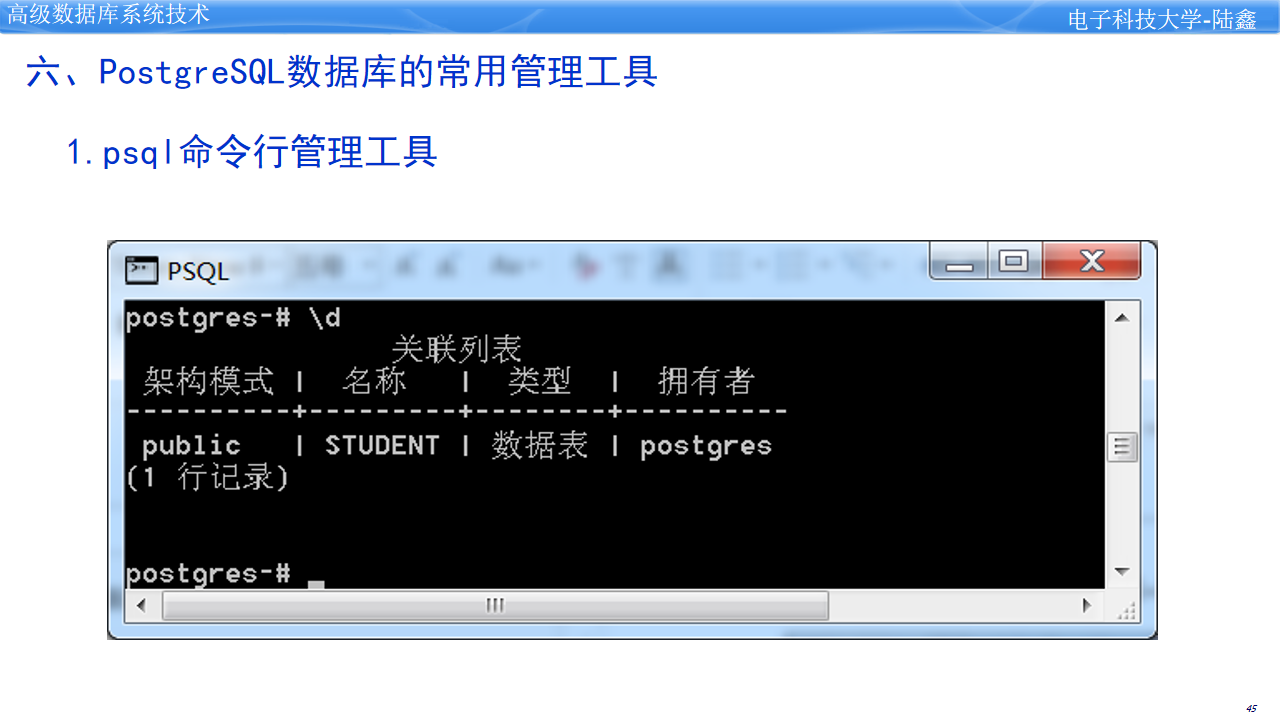 高级数据库系统技术
电子科技大学-陆鑫
六、PostgreSQL数据库的常用管理工具
1.psql命令行管理工具
PSQL
postgres-# \d
关联列表
架构模式 | 名称 | 类型 | 拥有者
----------+---------+--------+----------
public | STUDENT | 数据表 | postgres
(1 行记录)
postgres-# _
45